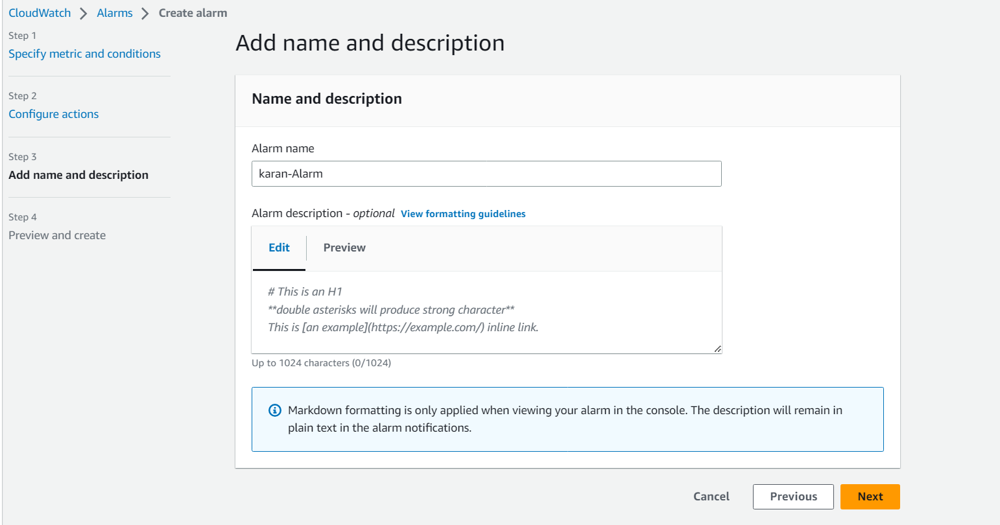 CloudWatch > Alarms > Create alarm
Step 1
Specify metric and conditions
Step 2
Configure actions
Step 3
Add name and description
Step 4
Preview and create
Add name and description
Name and description
Alarm name
karan-Alarm
Alarm description - optional View formatting guidelines
Edit Preview
# This is an H1
**double asterisks will produce strong character**
This is [an example](https://example.com/) inline link.
Up to 1024 characters (0/1024)
Markdown formatting is only applied when viewing your alarm in the console. The description will remain in
plain text in the alarm notifications.
Cancel Previous Next